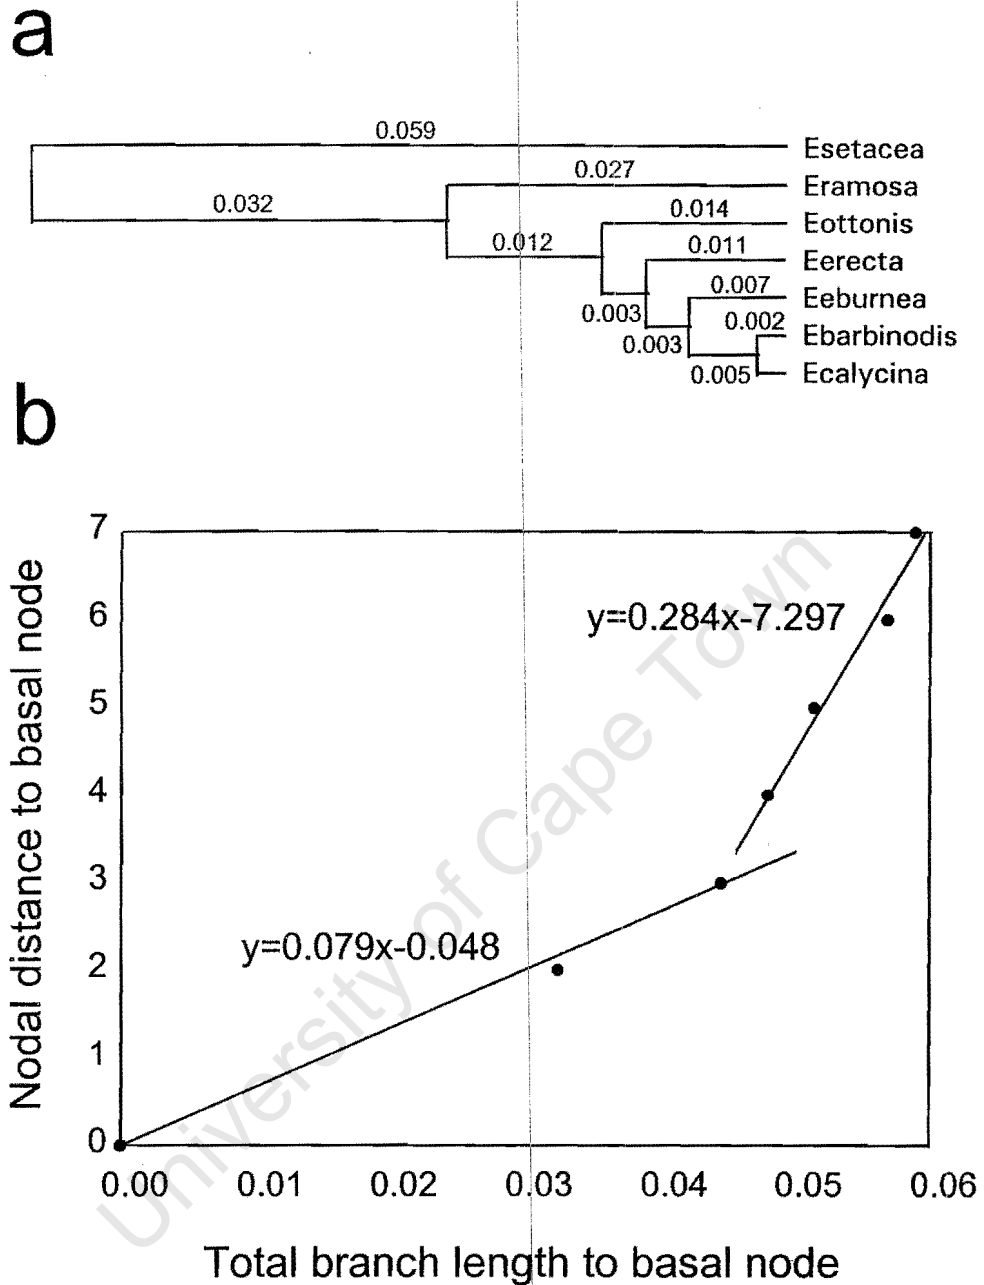 a
0.059
Esetacea
0.027
Eramosa
0.032
0.014
Eottonis
0.012
0.011
Eerecta
0.007
Eeburnea
0.003
0.002
Ebarbinodis
0.003
0.005
Ecalycina
b
7
6
5
4
3
2
1
0
Nodal distance to basal node
y=0.284x-7.297
y=0.079x-0.048
University of Cape Town
0.00 0.01 0.02 0.03 0.04 0.05 0.06
Total branch length to basal node